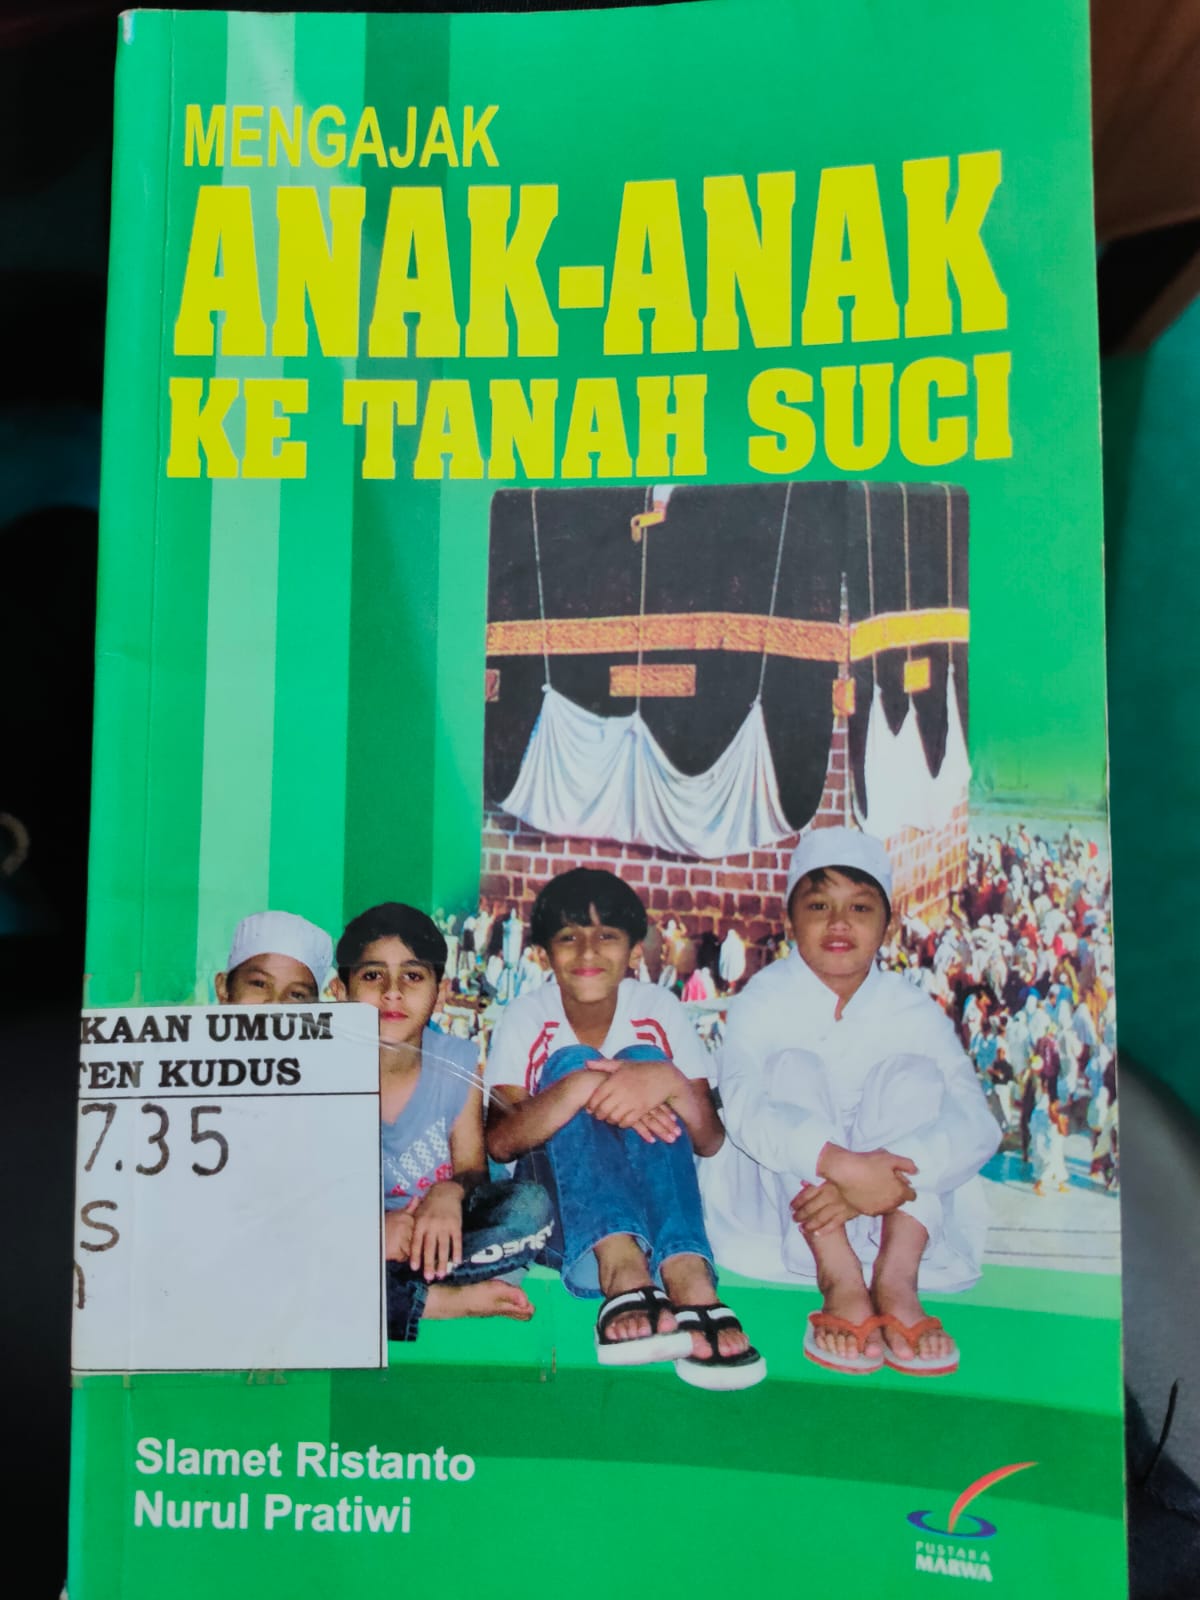 MENGAJAK
ANAK-ANAK
KE TANAH SUCI
KAAN UMUM
TEN KUDUS
7.35
S
Slamet Ristanto
Nurul Pratiwi
PUSTAKA
MARWA